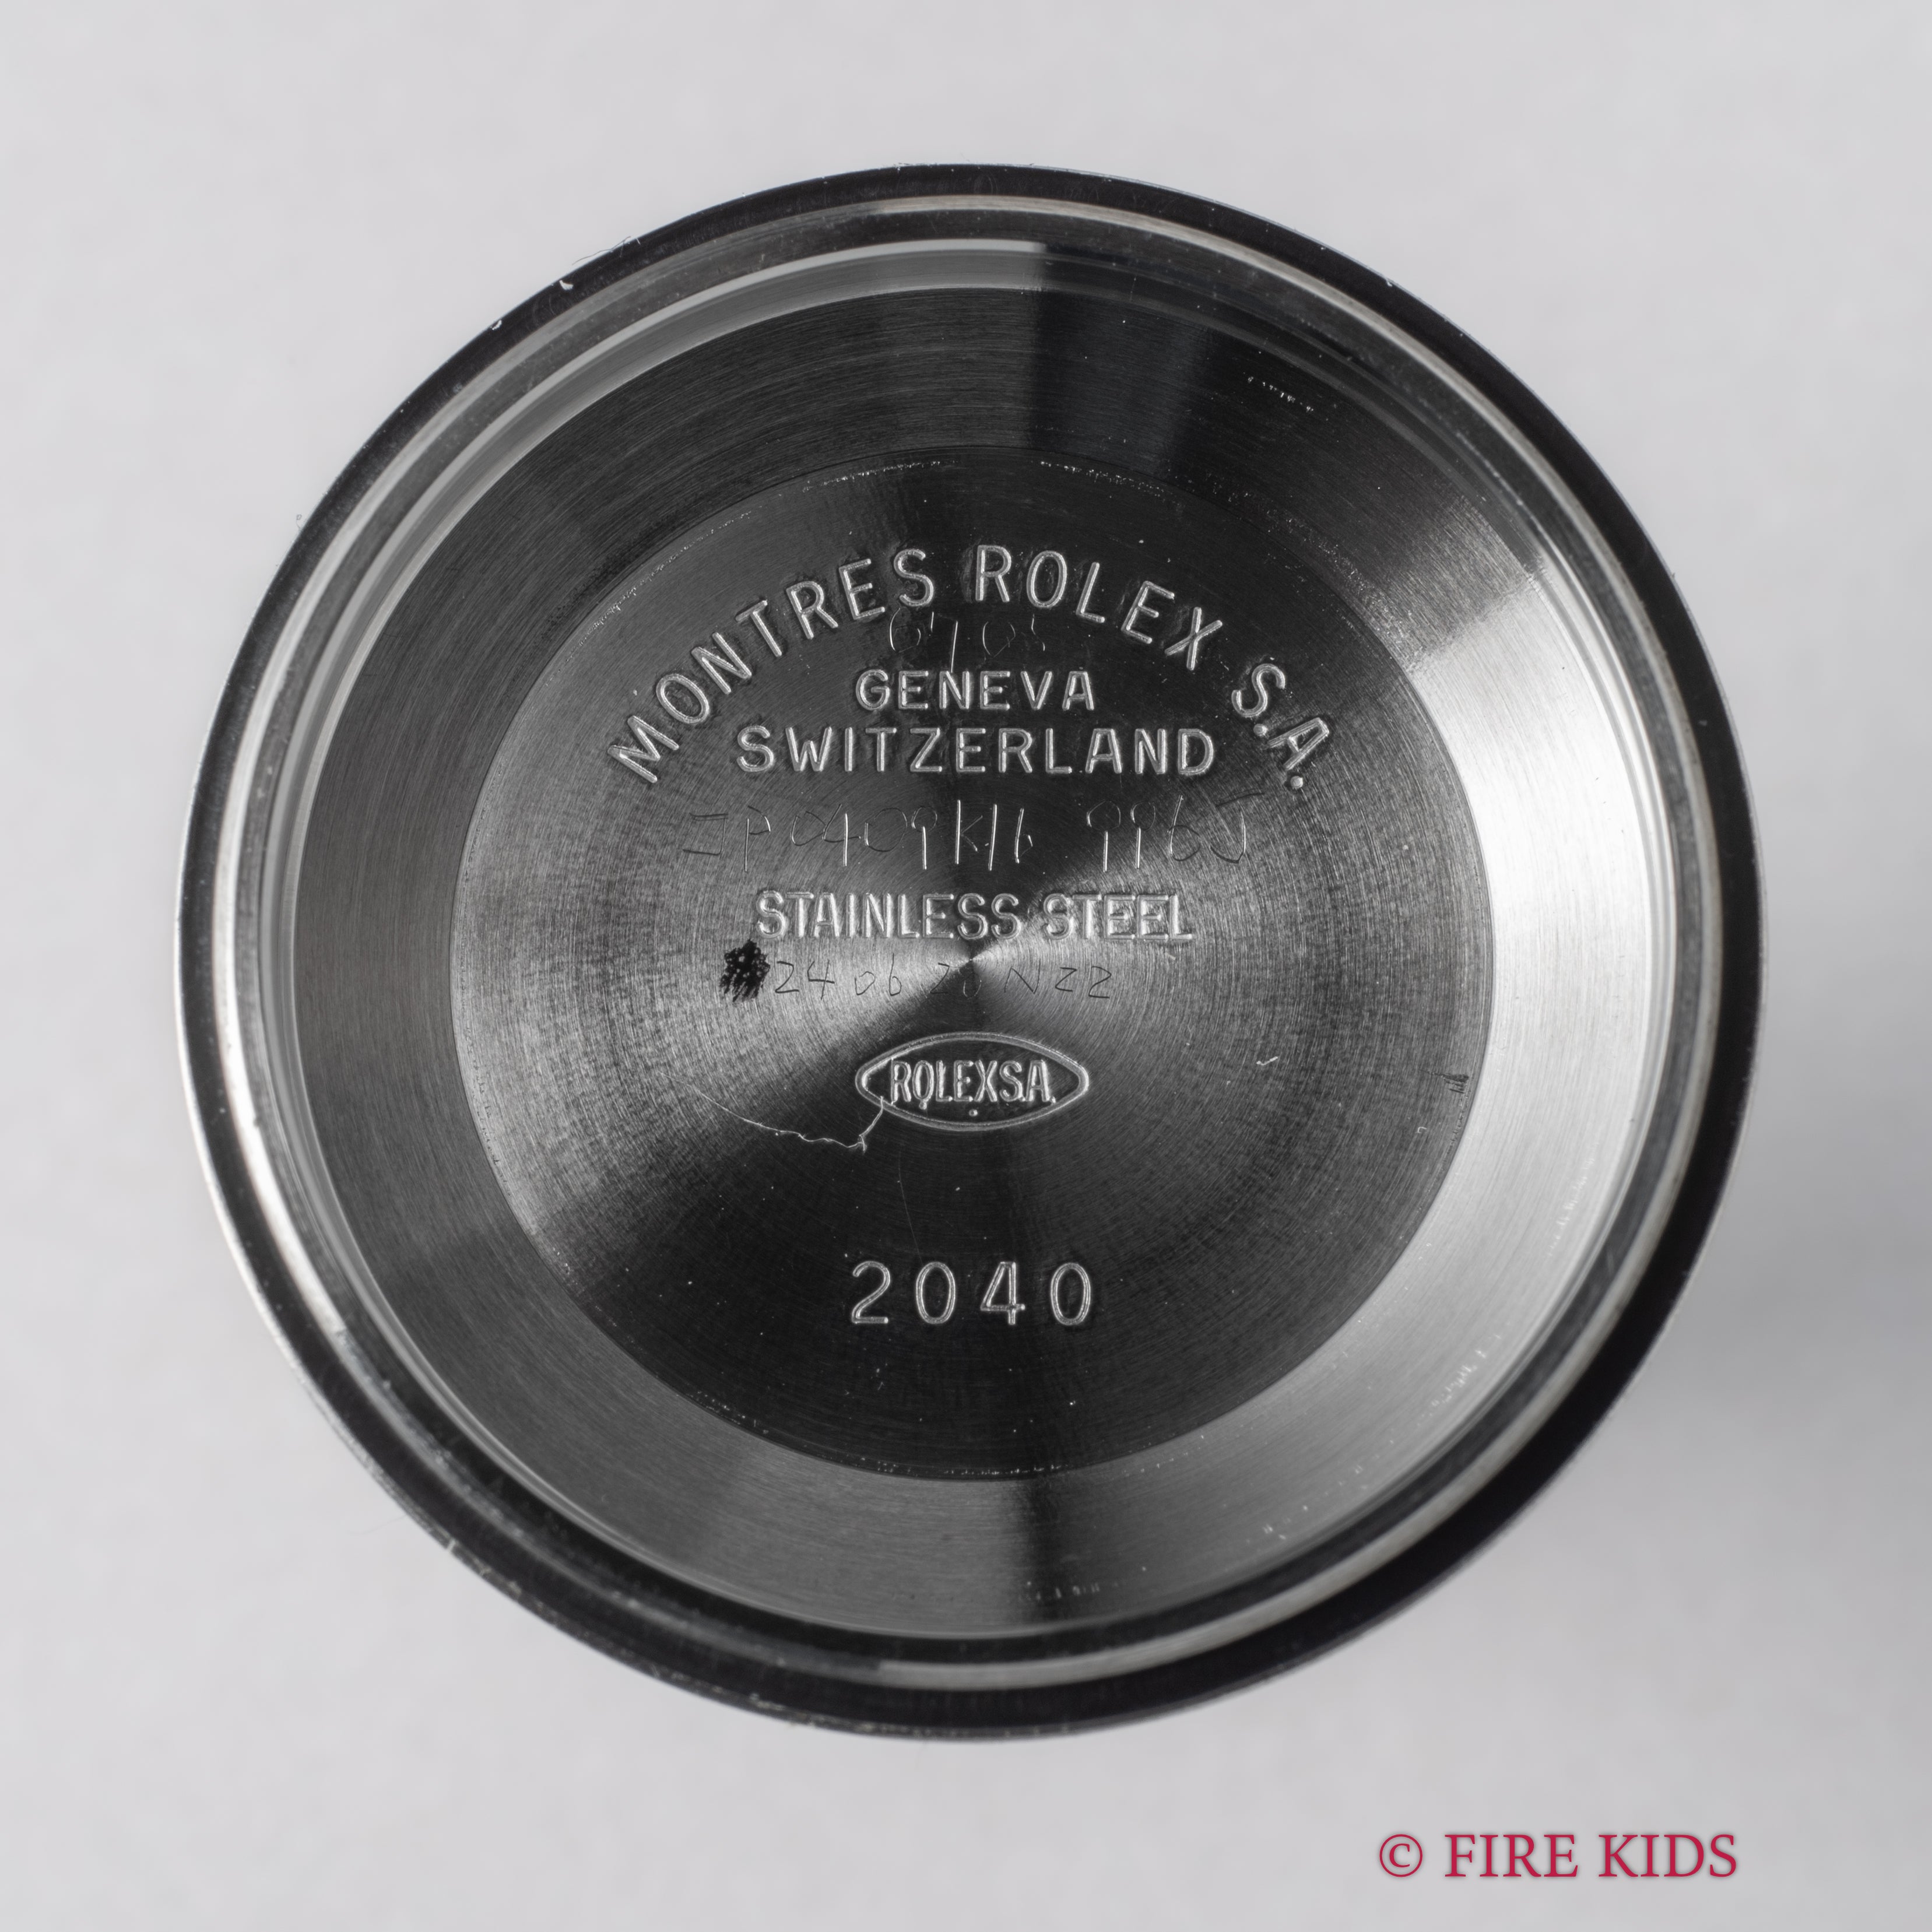 MONTRES ROLEX S.A.
GENEVA
SWITZERLAND
STAINLESS STEEL
ROLEX S.A.
2040
© FIRE KIDS